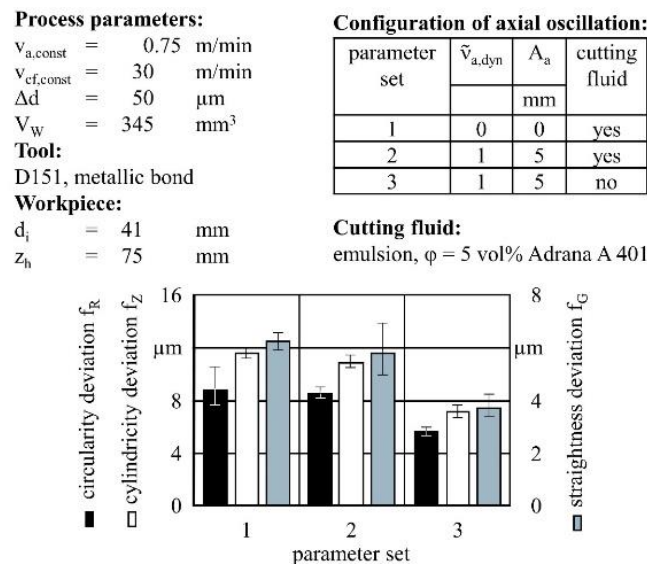 Process parameters:
v_a,const = 0.75 m/min
v_cf,const = 30 m/min
Δd = 50 μm
V_W = 345 mm³
Tool:
D151, metallic bond
Workpiece:
d_i = 41 mm
z_h = 75 mm
Configuration of axial oscillation:
parameter set ṽ_a,dyn A_a cutting fluid
mm
1 0 0 yes
2 1 5 yes
3 1 5 no
Cutting fluid:
emulsion, φ = 5 vol% Adrana A 401
circularity deviation f_R
cylindricity deviation f_Z
16
μm
8
4
0
8
μm
4
2
0
straightness deviation f_G
1 2 3
parameter set